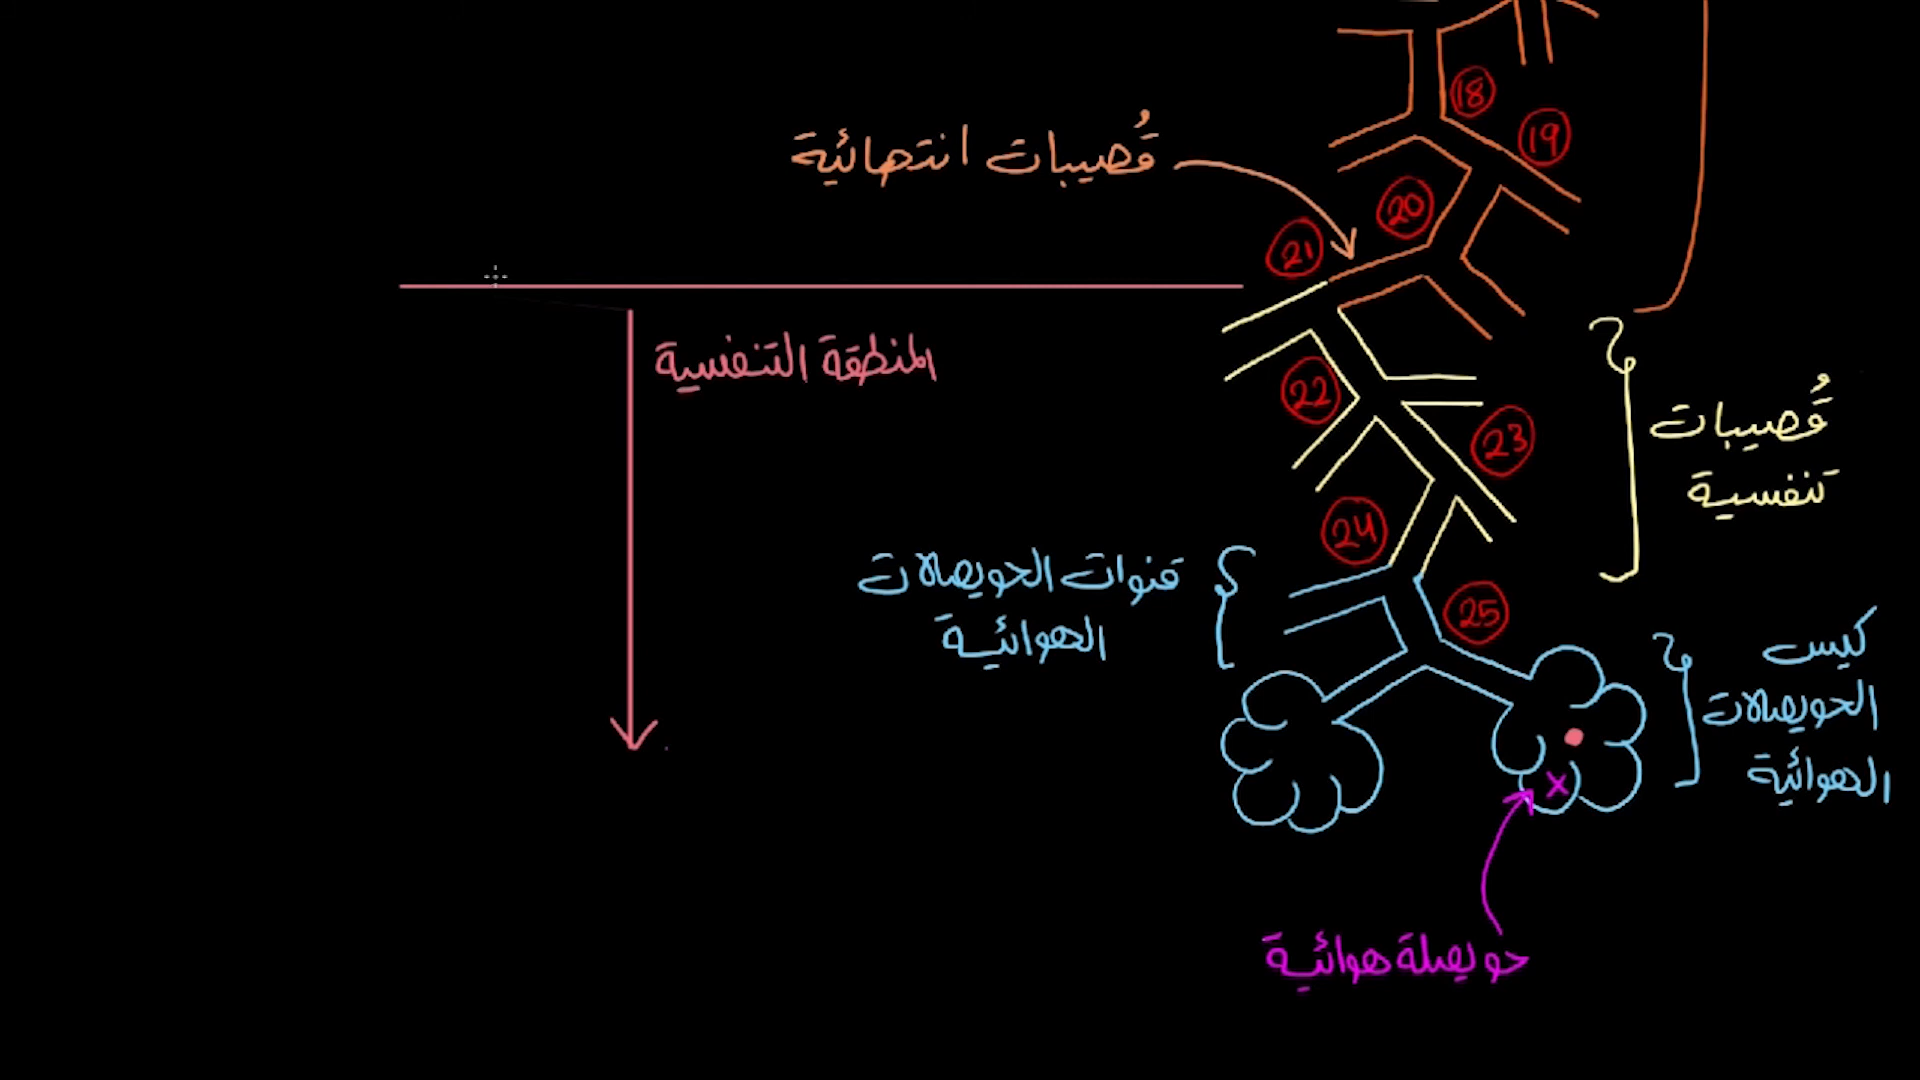 18
19
قُصيبات انتهائية
20
21
المنطقة التنفسية
22
23
قُصيبات
تنفسية
24
قنوات الحويصلات
الهوائية
25
كيس
الحويصلات
الهوائية
x
حويصلة هوائية